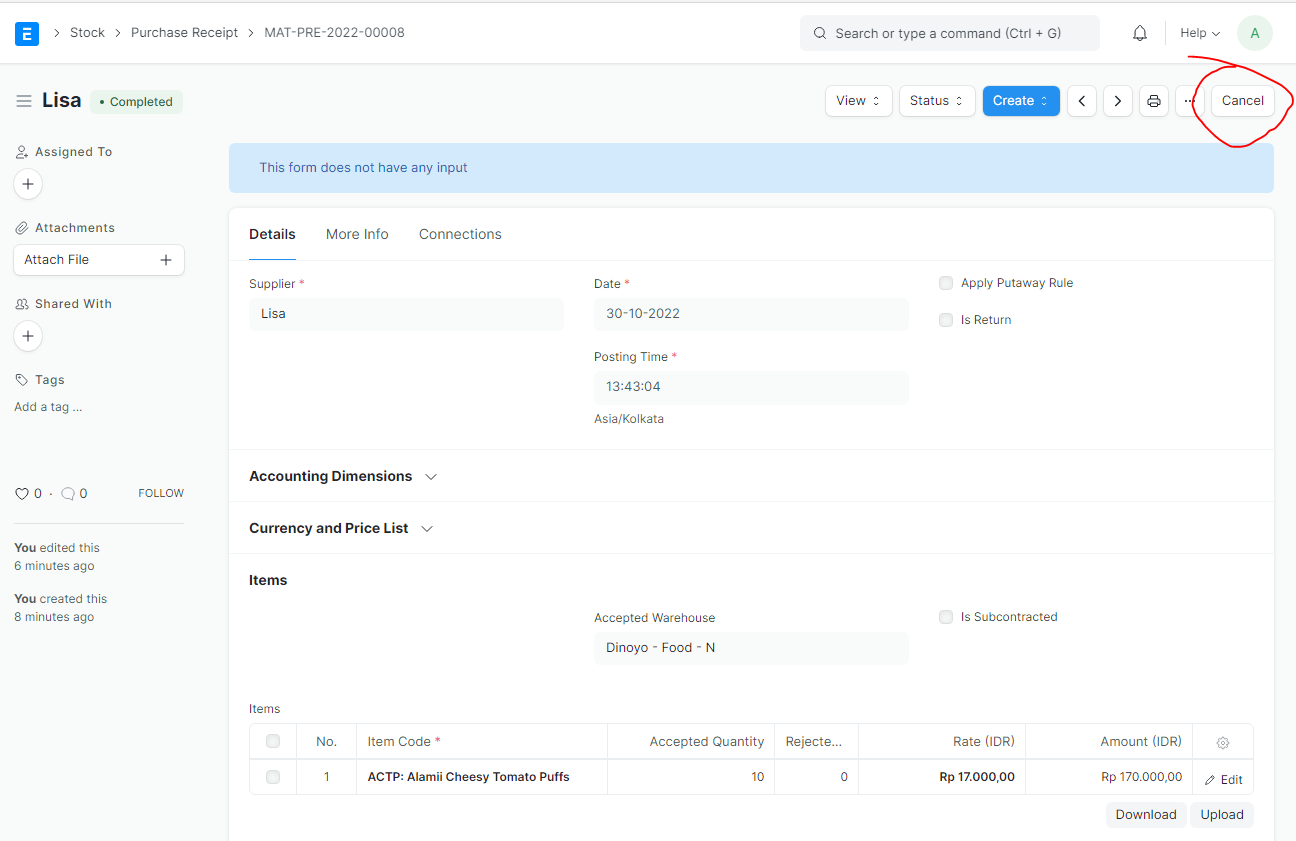 E > Stock > Purchase Receipt > MAT-PRE-2022-00008
Search or type a command (Ctrl + G)
Help
A
Lisa
• Completed
View
Status
Create
...
Cancel
Assigned To
+
Attachments
Attach File +
Shared With
+
Tags
Add a tag ...
0 · 0 FOLLOW
You edited this
6 minutes ago
You created this
8 minutes ago
This form does not have any input
Details More Info Connections
Supplier *
Lisa
Date *
30-10-2022
Posting Time *
13:43:04
Asia/Kolkata
Apply Putaway Rule
Is Return
Accounting Dimensions
Currency and Price List
Items
Accepted Warehouse
Dinoyo - Food - N
Is Subcontracted
Items
No. Item Code * Accepted Quantity Rejecte... Rate (IDR) Amount (IDR)
1 ACTP: Alamii Cheesy Tomato Puffs 10 0 Rp 17.000,00 Rp 170.000,00 Edit
Download Upload